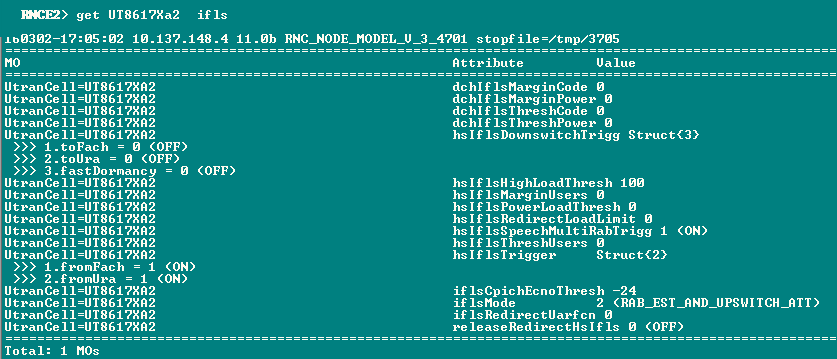 RNCE2> get UT8617Xa2 ifls
160302-17:05:02 10.137.148.4 11.0b RNC_NODE_MODEL_V_3_4701 stopfile=/tmp/3705
=================================================================================================================
MO Attribute Value
=================================================================================================================
UtranCell=UT8617XA2 dchIflsMarginCode 0
UtranCell=UT8617XA2 dchIflsMarginPower 0
UtranCell=UT8617XA2 dchIflsThreshCode 0
UtranCell=UT8617XA2 dchIflsThreshPower 0
UtranCell=UT8617XA2 hsIflsDownswitchTrigg Struct{3}
>>> 1.toFach = 0 (OFF)
>>> 2.toUra = 0 (OFF)
>>> 3.fastDormancy = 0 (OFF)
UtranCell=UT8617XA2 hsIflsHighLoadThresh 100
UtranCell=UT8617XA2 hsIflsMarginUsers 0
UtranCell=UT8617XA2 hsIflsPowerLoadThresh 0
UtranCell=UT8617XA2 hsIflsRedirectLoadLimit 0
UtranCell=UT8617XA2 hsIflsSpeechMultiRabTrigg 1 (ON)
UtranCell=UT8617XA2 hsIflsThreshUsers 0
UtranCell=UT8617XA2 hsIflsTrigger Struct{2}
>>> 1.fromFach = 1 (ON)
>>> 2.fromUra = 1 (ON)
UtranCell=UT8617XA2 iflsCpichEcnoThresh -24
UtranCell=UT8617XA2 iflsMode 2 (RAB_EST_AND_UPSWITCH_ATT)
UtranCell=UT8617XA2 iflsRedirectUarfcn 0
UtranCell=UT8617XA2 releaseRedirectHsIfls 0 (OFF)
=================================================================================================================
Total: 1 MOs